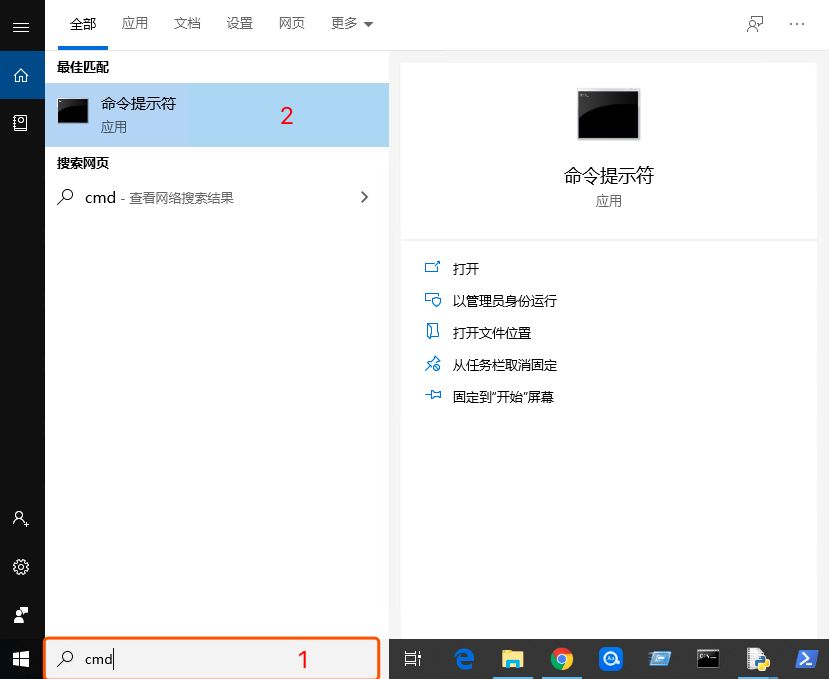 全部 应用 文档 设置 网页 更多
最佳匹配
命令提示符
应用
2
搜索网页
cmd - 查看网络搜索结果
命令提示符
应用
打开
以管理员身份运行
打开文件位置
从任务栏取消固定
固定到"开始"屏幕
cmd
1